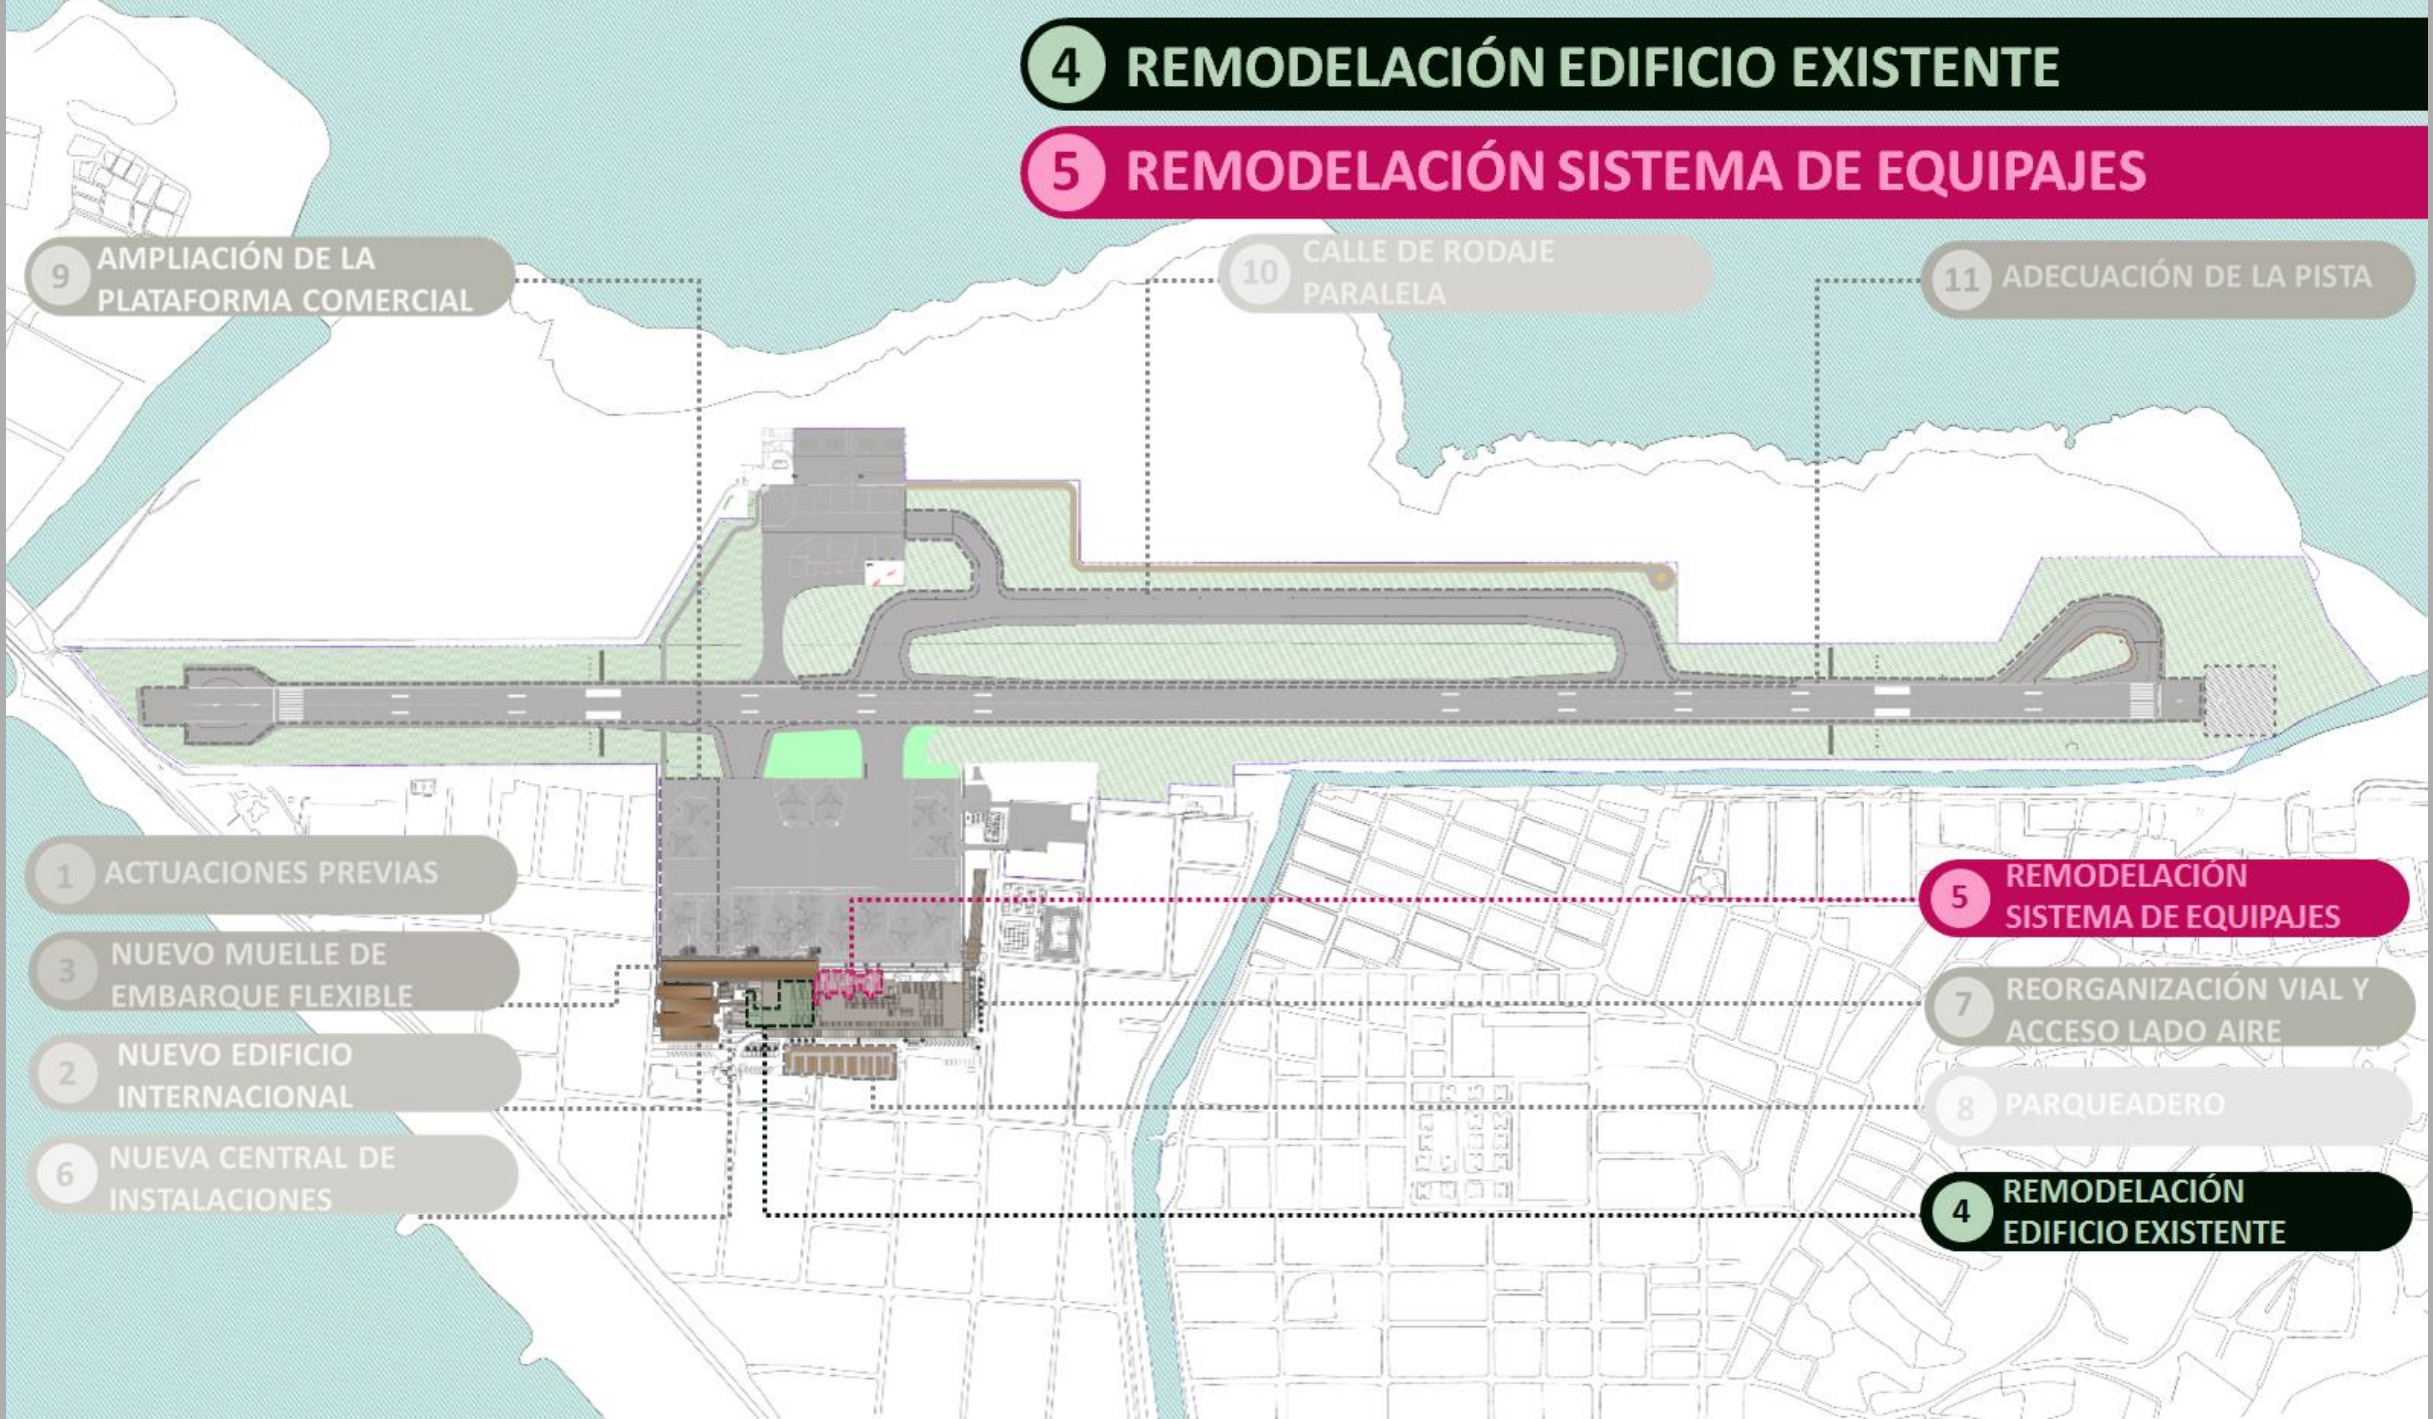 4 REMODELACIÓN EDIFICIO EXISTENTE
5 REMODELACIÓN SISTEMA DE EQUIPAJES
9 AMPLIACIÓN DE LA
PLATAFORMA COMERCIAL
10 CALLE DE RODAJE
PARALELA
11 ADECUACIÓN DE LA PISTA
1 ACTUACIONES PREVIAS
3 NUEVO MUELLE DE
EMBARQUE FLEXIBLE
2 NUEVO EDIFICIO
INTERNACIONAL
6 NUEVA CENTRAL DE
INSTALACIONES
5 REMODELACIÓN
SISTEMA DE EQUIPAJES
7 REORGANIZACIÓN VIAL Y
ACCESO LADO AIRE
8 PARQUEADERO
4 REMODELACIÓN
EDIFICIO EXISTENTE